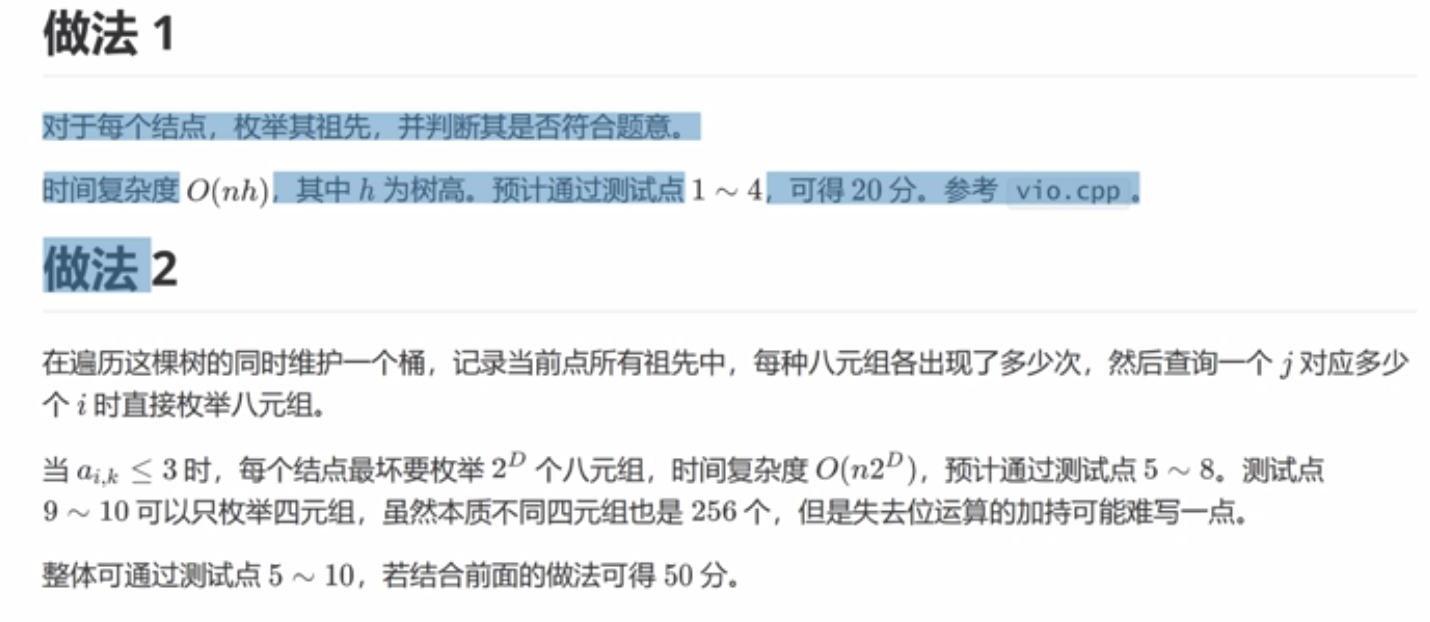 做法 1
对于每个结点，枚举其祖先，并判断其是否符合题意。
时间复杂度 O(nh)，其中 h 为树高。预计通过测试点 1 ∼ 4，可得 20 分。参考 vio.cpp 。
做法 2
在遍历这棵树的同时维护一个桶，记录当前点所有祖先中，每种八元组各出现了多少次，然后查询一个 j 对应多少
个 i 时直接枚举八元组。
当 a_{i,k} ≤ 3 时，每个结点最坏要枚举 2^D 个八元组，时间复杂度 O(n2^D)，预计通过测试点 5 ∼ 8。测试点
9 ∼ 10 可以只枚举四元组，虽然本质不同四元组也是 256 个，但是失去位运算的加持可能难写一点。
整体可通过测试点 5 ∼ 10，若结合前面的做法可得 50 分。